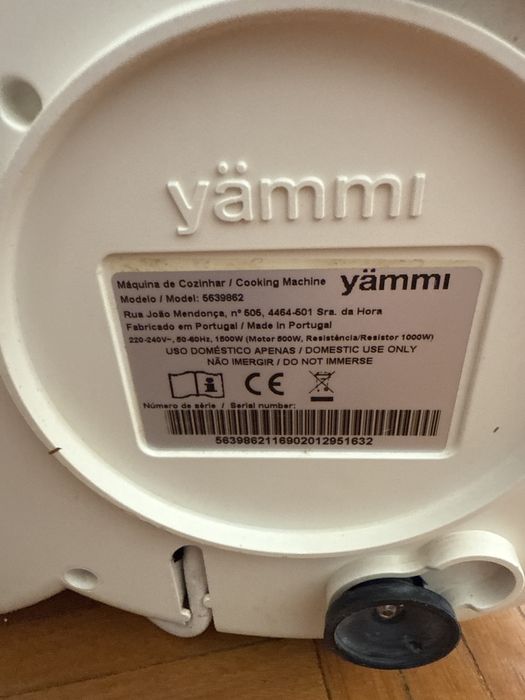 yämmi
Máquina de Cozinhar / Cooking Machine yämmi
Modelo / Model: 5639862
Rua João Mendonça, nº 505, 4464-501 Sra. da Hora
Fabricado em Portugal / Made in Portugal
220-240V~, 50-60Hz, 1500W (Motor 500W, Resistência/Resistor 1000W)
USO DOMÉSTICO APENAS / DOMESTIC USE ONLY
NÃO IMERGIR / DO NOT IMMERSE
i CE
Número de série / Serial number:
5639862116902012951632